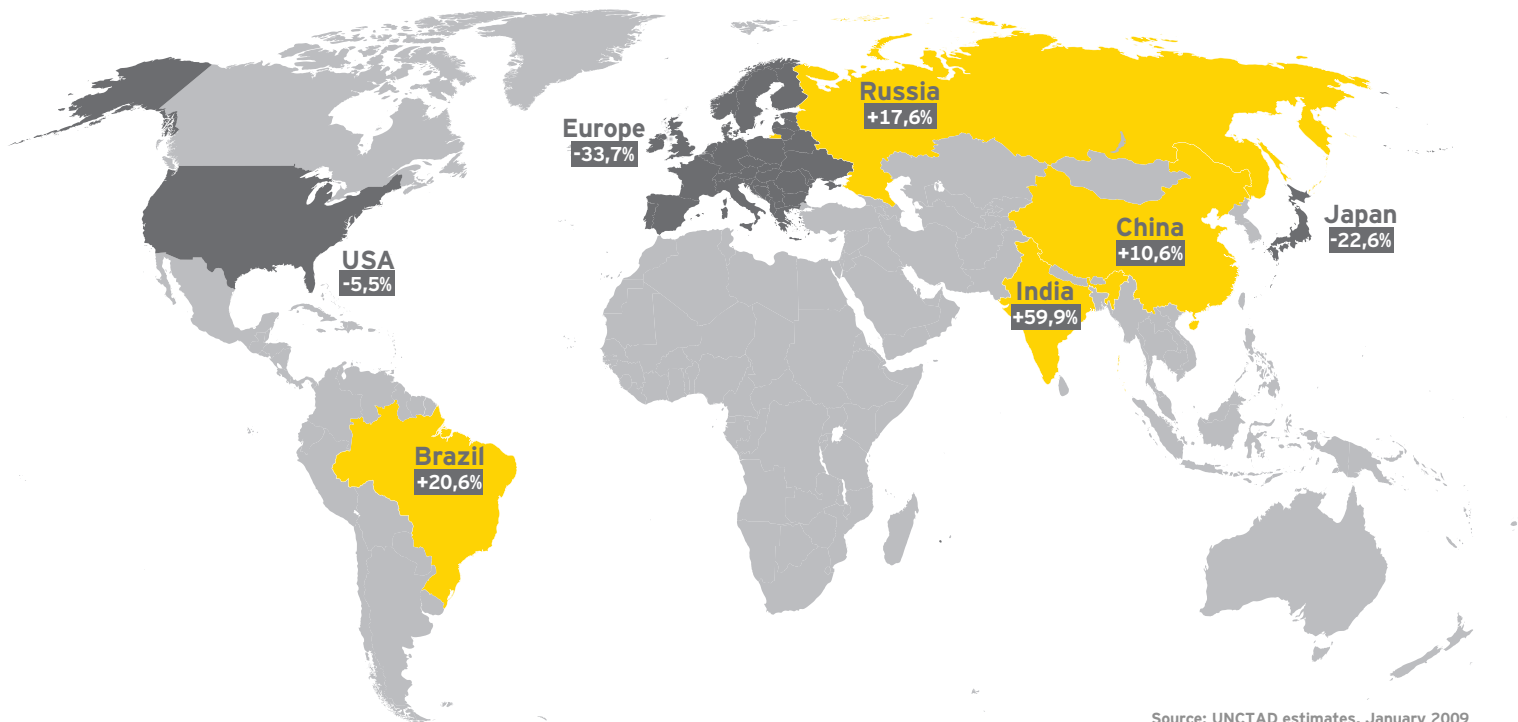 Russia
+17,6%
Europe
-33,7%
Japan
-22,6%
China
+10,6%
USA
-5,5%
India
+59,9%
Brazil
+20,6%
Source: UNCTAD estimates, January 2009